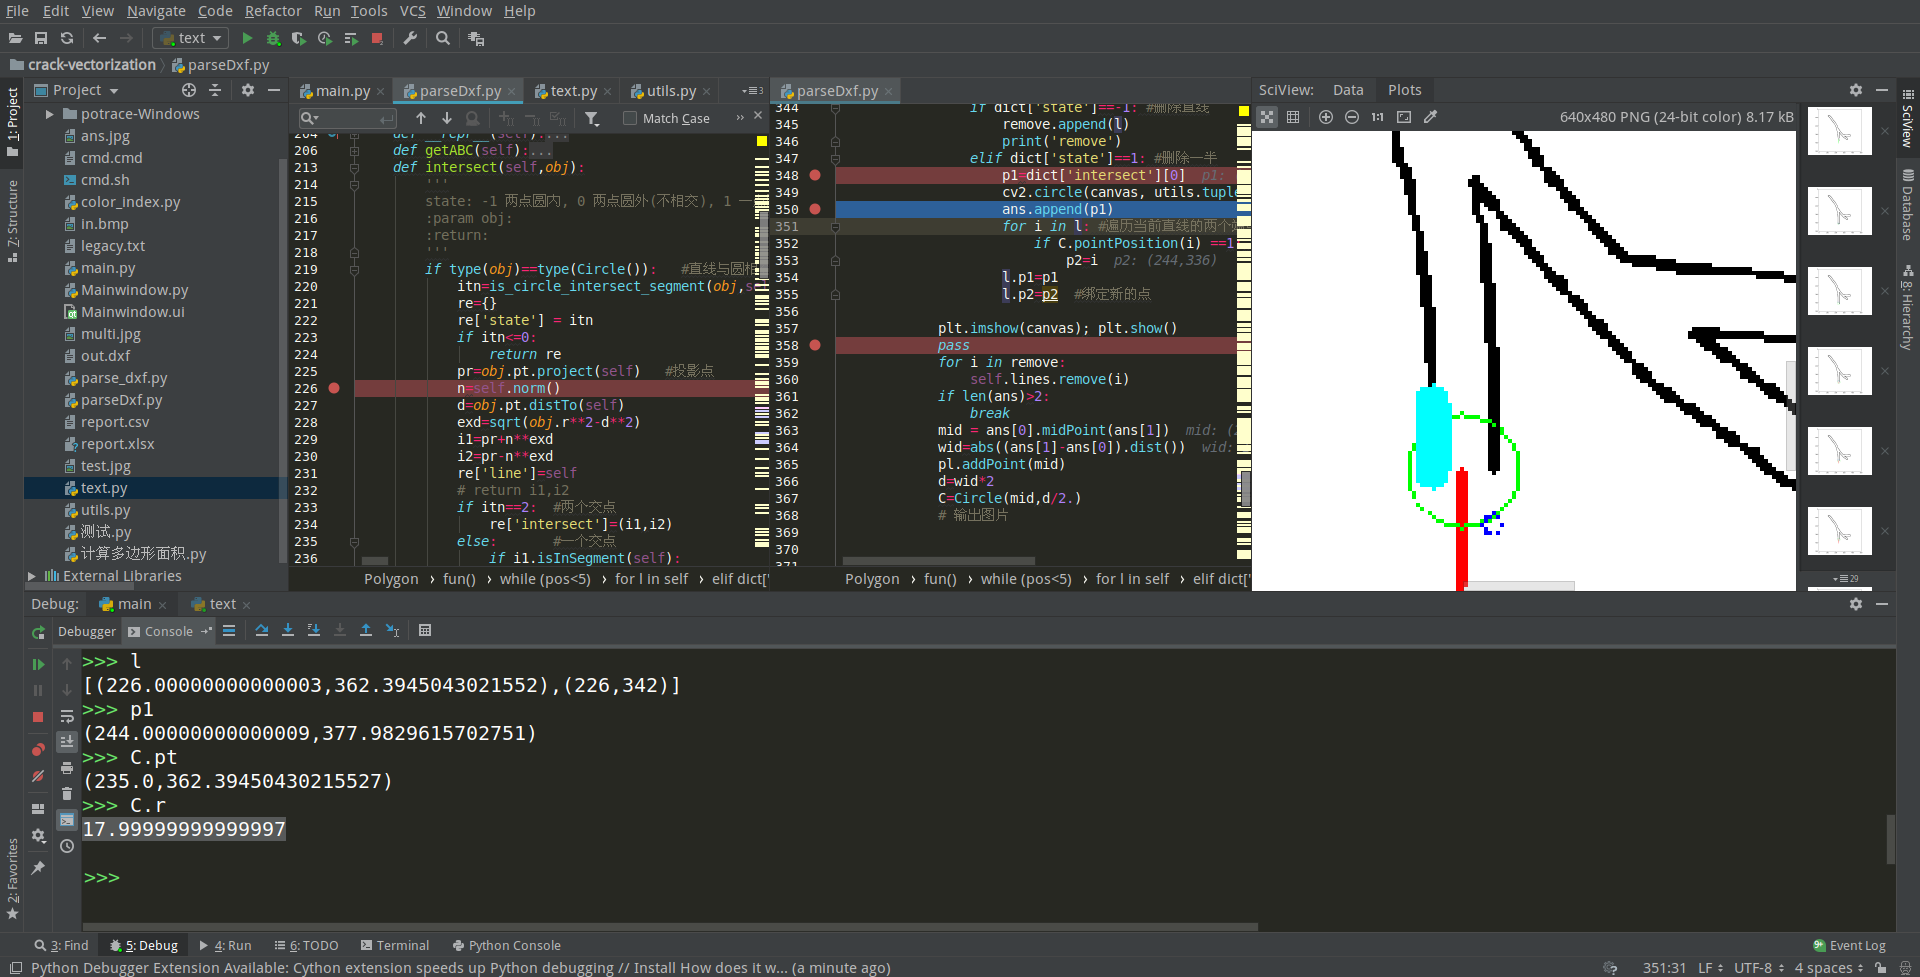 File Edit View Navigate Code Refactor Run Tools VCS Window Help
text
crack-vectorization parseDxf.py
Project
potrace-Windows
ans.jpg
cmd.cmd
cmd.sh
color_index.py
in.bmp
legacy.txt
main.py
Mainwindow.py
Mainwindow.ui
multi.jpg
out.dxf
parse_dxf.py
parseDxf.py
report.csv
report.xlsx
test.jpg
text.py
utils.py
测试.py
计算多边形面积.py
External Libraries
1: Project
7: Structure
2: Favorites
main.py parseDxf.py text.py utils.py
Match Case
206 def getABC(self):...
213 def intersect(self,obj):
214 '''
215 state: -1 两点圆内, 0 两点圆外(不相交), 1 一
216 :param obj:
217 :return:
218 '''
219 if type(obj)==type(Circle()): #直线与圆相
220 itn=is_circle_intersect_segment(obj,s
221 re={}
222 re['state'] = itn
223 if itn<=0:
224 return re
225 pr=obj.pt.project(self) #投影点
226 n=self.norm()
227 d=obj.pt.distTo(self)
228 exd=sqrt(obj.r**2-d**2)
229 i1=pr+n**exd
230 i2=pr-n**exd
231 re['line']=self
232 # return i1,i2
233 if itn==2: #两个交点
234 re['intersect']=(i1,i2)
235 else: #一个交点
236 if i1.isInSegment(self):
Polygon › fun() › while (pos<5) › for l in self › elif dict['
parseDxf.py
344 if dict['state']==-1: #删除直线
345 remove.append(l)
346 print('remove')
347 elif dict['state']==1: #删除一半
348 p1=dict['intersect'][0] p1:
349 cv2.circle(canvas, utils.tuple
350 ans.append(p1)
351 for i in l: #遍历当前直线的两个
352 if C.pointPosition(i) ==1
353 p2=i p2: (244,336)
354 l.p1=p1
355 l.p2=p2 #绑定新的点
356
357 plt.imshow(canvas); plt.show()
358 pass
359 for i in remove:
360 self.lines.remove(i)
361 if len(ans)>2:
362 break
363 mid = ans[0].midPoint(ans[1]) mid: (2
364 wid=abs((ans[1]-ans[0]).dist()) wid:
365 pl.addPoint(mid)
366 d=wid*2
367 C=Circle(mid,d/2.)
368 # 输出图片
369
370
Polygon › fun() › while (pos<5) › for l in self › elif dict['
SciView: Data Plots
1:1
640x480 PNG (24-bit color) 8.17 kB
29
SciView
Database
8: Hierarchy
Debug: main text
Debugger Console
>>> l
[(226.00000000000003,362.3945043021552),(226,342)]
>>> p1
(244.00000000000009,377.9829615702751)
>>> C.pt
(235.0,362.39450430215527)
>>> C.r
17.99999999999997
>>>
3: Find 5: Debug 4: Run 6: TODO Terminal Python Console Event Log
Python Debugger Extension Available: Cython extension speeds up Python debugging // Install How does it w... (a minute ago)
351:31 LF UTF-8 4 spaces